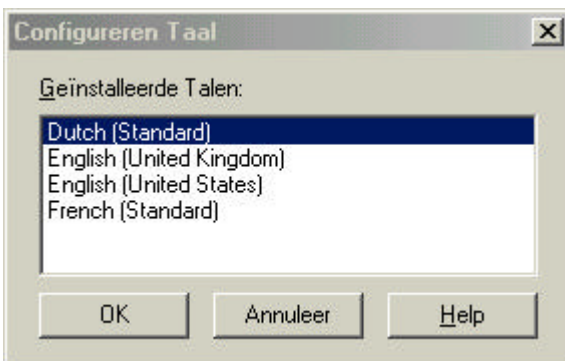 Configureren Taal
Geïnstalleerde Talen:
Dutch (Standard)
English (United Kingdom)
English (United States)
French (Standard)
OK Annuleer Help